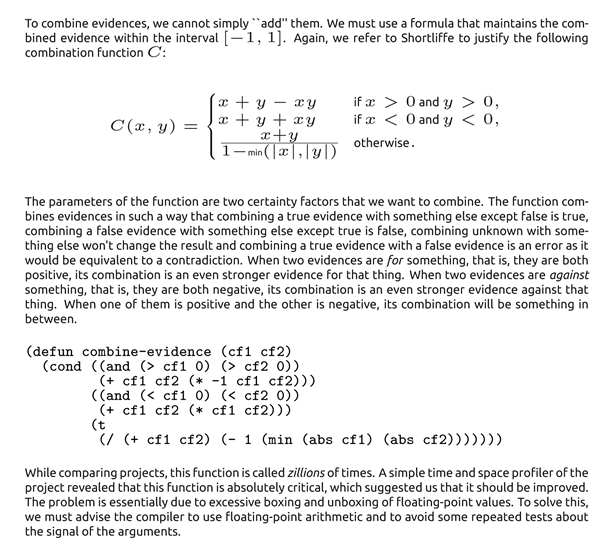 To combine evidences, we cannot simply ``add'' them. We must use a formula that maintains the com-
bined evidence within the interval [−1, 1]. Again, we refer to Shortliffe to justify the following
combination function C:
C(x, y) = { x + y − xy if x > 0 and y > 0,
x + y + xy if x < 0 and y < 0,
x+y / 1−min(|x|,|y|) otherwise.
The parameters of the function are two certainty factors that we want to combine. The function com-
bines evidences in such a way that combining a true evidence with something else except false is true,
combining a false evidence with something else except true is false, combining unknown with some-
thing else won't change the result and combining a true evidence with a false evidence is an error as it
would be equivalent to a contradiction. When two evidences are for something, that is, they are both
positive, its combination is an even stronger evidence for that thing. When two evidences are against
something, that is, they are both negative, its combination is an even stronger evidence against that
thing. When one of them is positive and the other is negative, its combination will be something in
between.
(defun combine-evidence (cf1 cf2)
(cond ((and (> cf1 0) (> cf2 0))
(+ cf1 cf2 (* -1 cf1 cf2)))
((and (< cf1 0) (< cf2 0))
(+ cf1 cf2 (* cf1 cf2)))
(t
(/ (+ cf1 cf2) (- 1 (min (abs cf1) (abs cf2)))))))
While comparing projects, this function is called zillions of times. A simple time and space profiler of the
project revealed that this function is absolutely critical, which suggested us that it should be improved.
The problem is essentially due to excessive boxing and unboxing of floating-point values. To solve this,
we must advise the compiler to use floating-point arithmetic and to avoid some repeated tests about
the signal of the arguments.